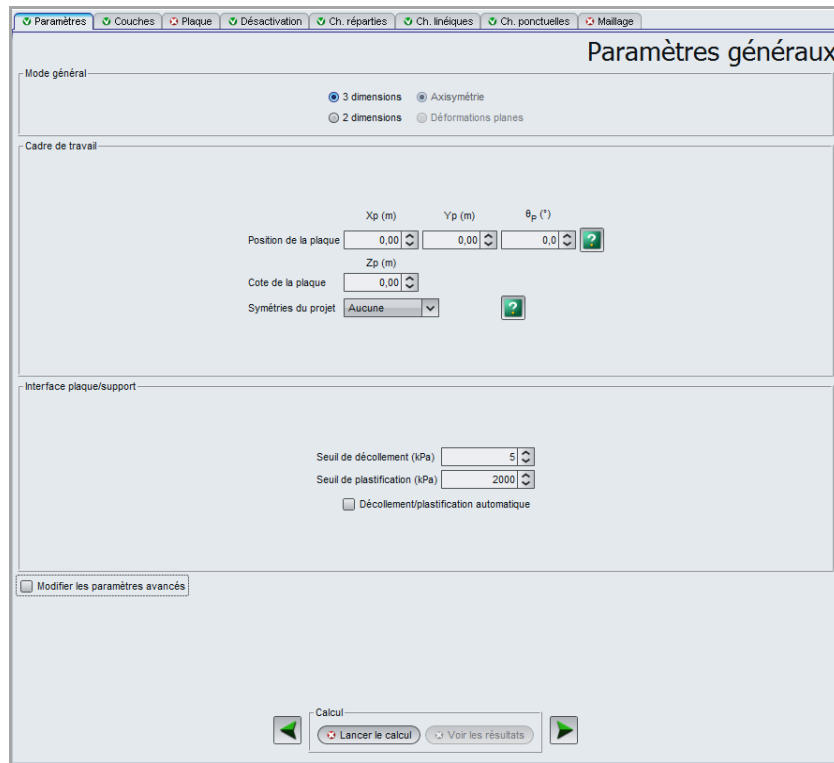 Paramètres Couches Plaque Désactivation Ch. réparties Ch. linéiques Ch. ponctuelles Maillage
Paramètres généraux
Mode général
3 dimensions Axisymétrie
2 dimensions Déformations planes
Cadre de travail
Xp (m) Yp (m) θp (°)
Position de la plaque 0,00 0,00 0,0 ?
Zp (m)
Cote de la plaque 0,00
Symétries du projet Aucune ?
Interface plaque/support
Seuil de décollement (kPa) 5
Seuil de plastification (kPa) 2000
Décollement/plastification automatique
Modifier les paramètres avancés
Calcul
Lancer le calcul Voir les résultats